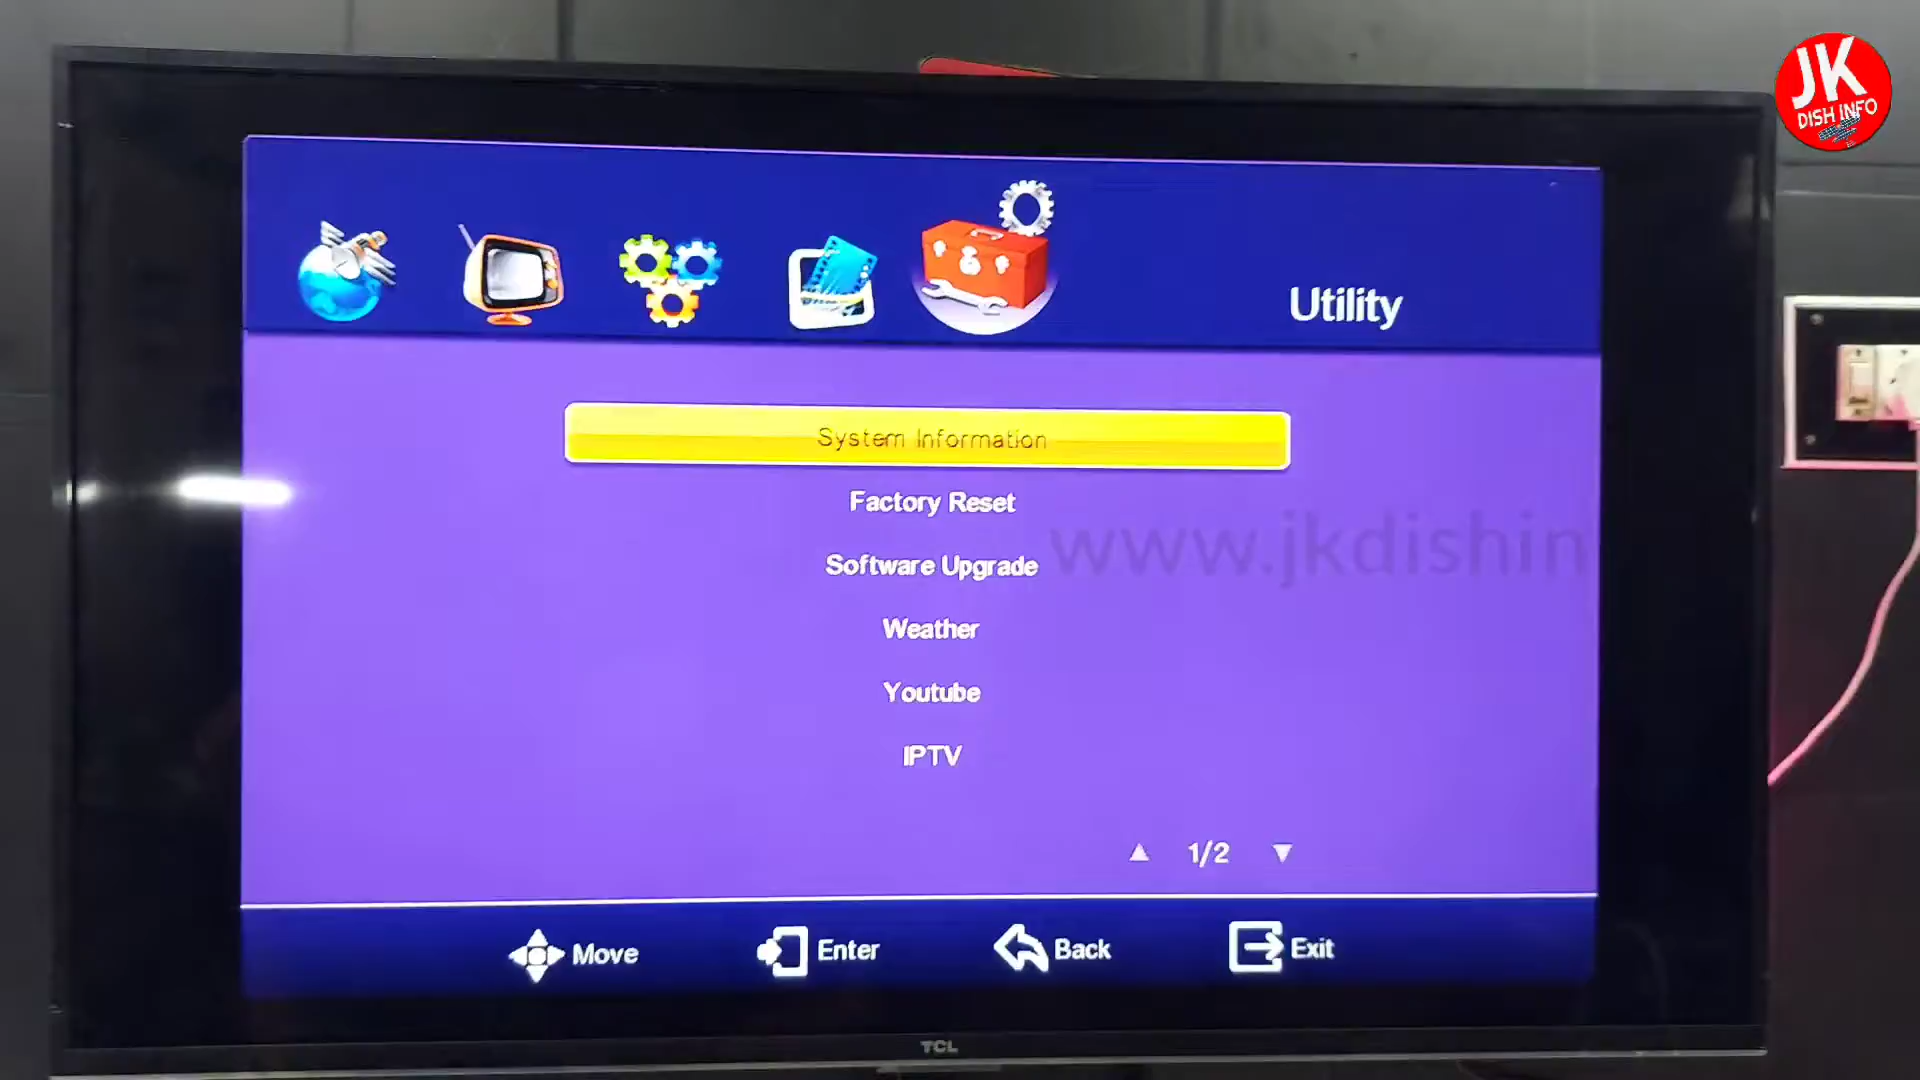 JK
DISH INFO
Utility
System Information
Factory Reset
Software Upgrade
www.jkdishin
Weather
Youtube
IPTV
1/2
Move
Enter
Back
Exit
TCL